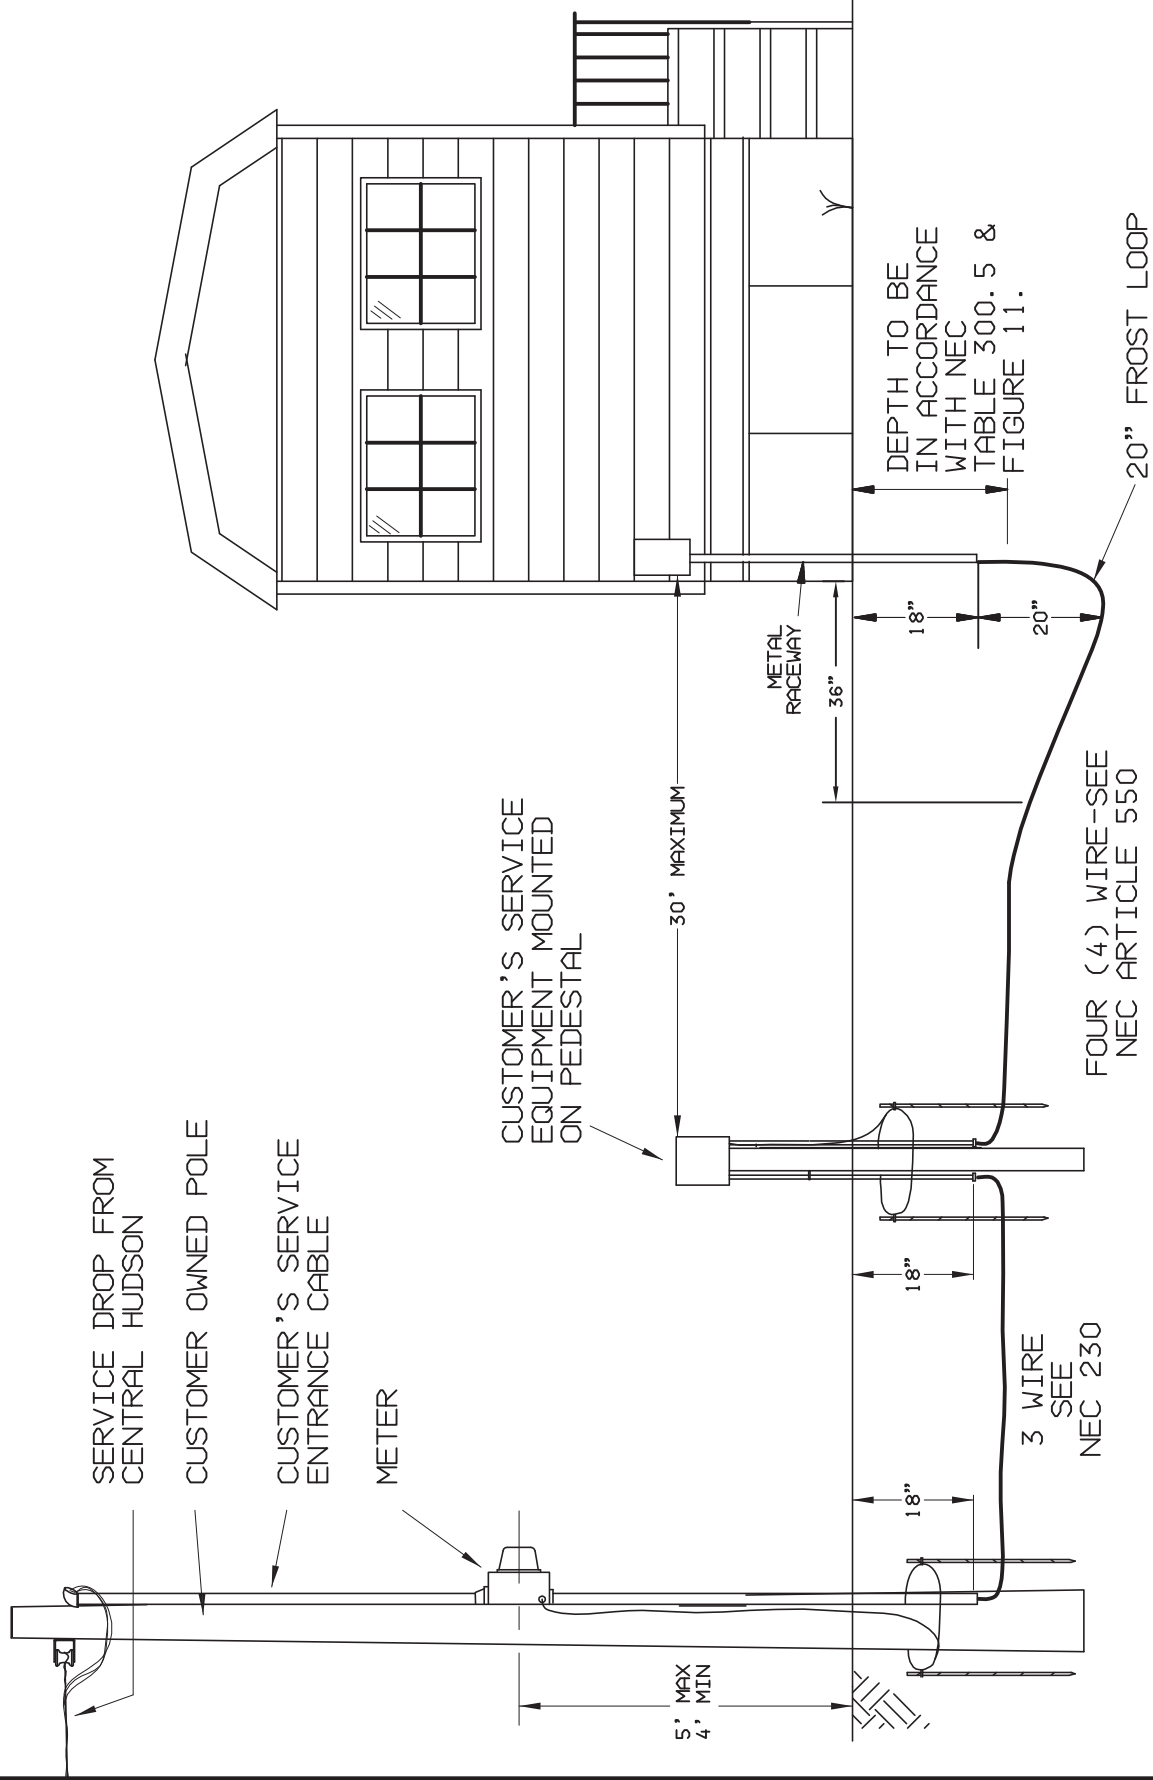 SERVICE DROP FROM
CENTRAL HUDSON
CUSTOMER OWNED POLE
CUSTOMER'S SERVICE
ENTRANCE CABLE
METER
CUSTOMER'S SERVICE
EQUIPMENT MOUNTED
ON PEDESTAL
30' MAXIMUM
METAL
RACEWAY
36"
5' MAX
4' MIN
18"
18"
18"
20"
DEPTH TO BE
IN ACCORDANCE
WITH NEC
TABLE 300.5 &
FIGURE 11.
3 WIRE
SEE
NEC 230
FOUR (4) WIRE-SEE
NEC ARTICLE 550
20" FROST LOOP